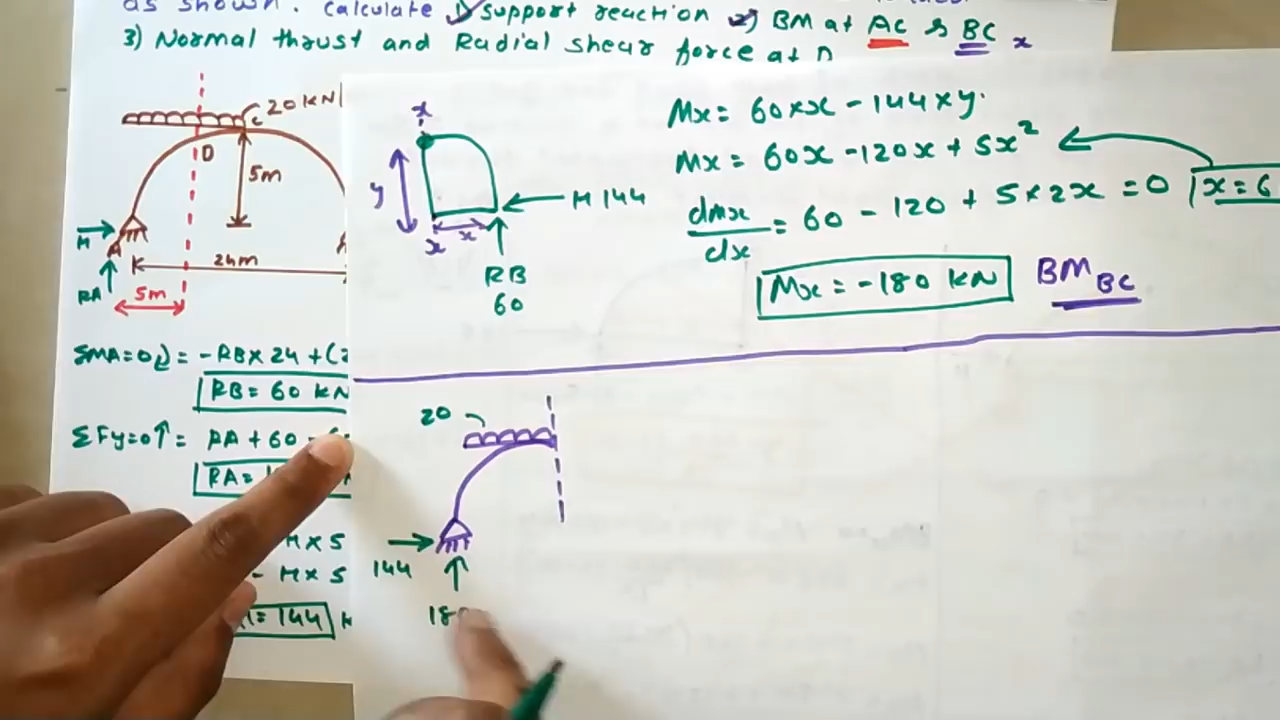 as shown. Calculate 1) support reaction 2) BM at AC & BC
3) Normal thrust and Radial shear force at D
20 KN/
C
D
5m
H
A
RA
24m
5m
ΣMA=0 = -RB×24 +(2
RB= 60 KN
ΣFy=0↑= RA + 60 -
RA=
H×5
- H×5
= 144
x
y
x
x
H 144
RB
60
Mx= 60×x - 144×y.
Mx= 60x -120x + 5x²
dmx/dx = 60 - 120 + 5×2x =0 x=6
Mx = -180 KN BM BC
20
144
18